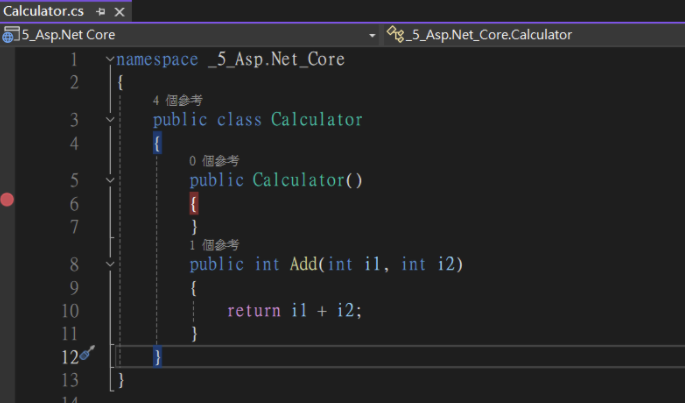 Calculator.cs
5_Asp.Net Core _5_Asp.Net_Core.Calculator
1 namespace _5_Asp.Net_Core
2 {
4 個參考
3 public class Calculator
4 {
0 個參考
5 public Calculator()
6 {
7 }
1 個參考
8 public int Add(int i1, int i2)
9 {
10 return i1 + i2;
11 }
12 }
13 }
14